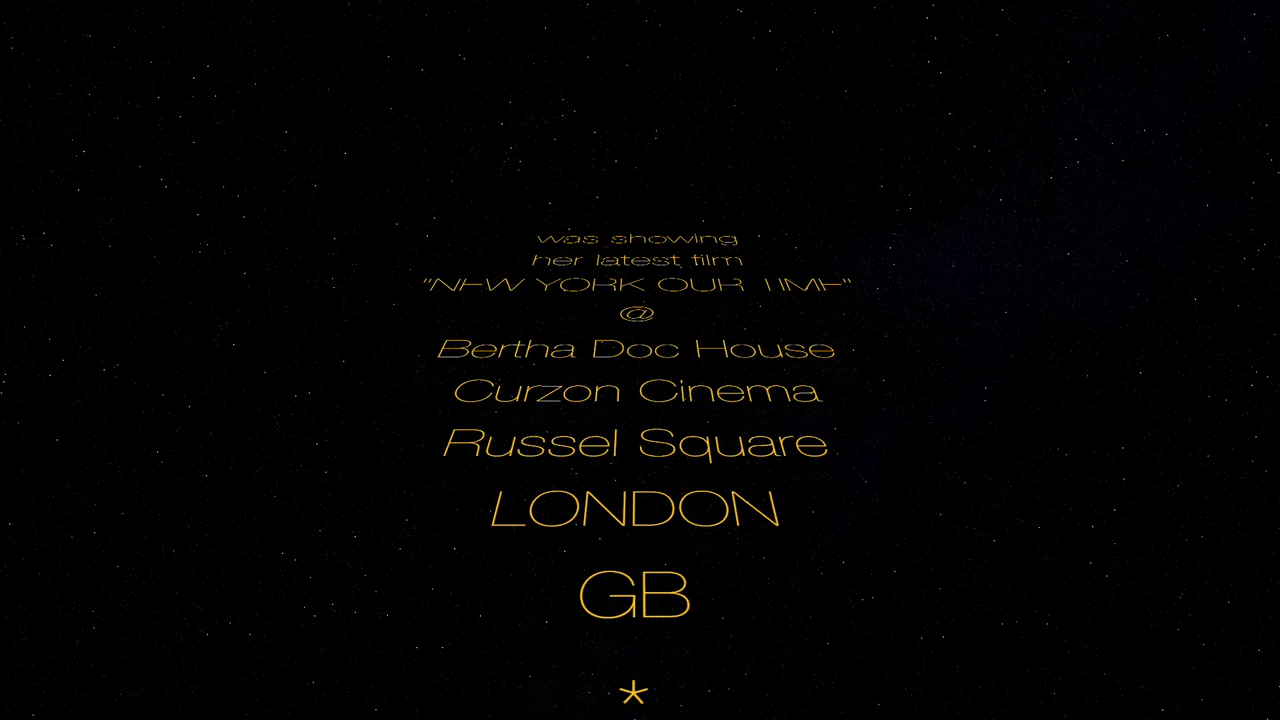 was showing
her latest film
"NEW YORK OUR TIME"
@
Bertha Doc House
Curzon Cinema
Russel Square
LONDON
GB
*